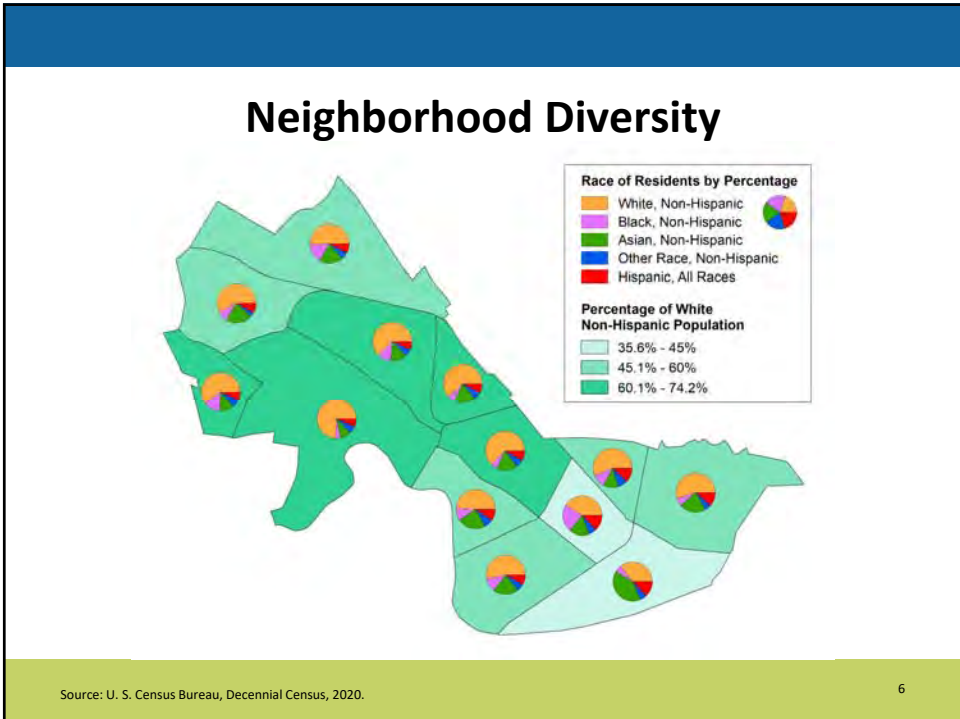 Neighborhood Diversity
Race of Residents by Percentage
White, Non-Hispanic
Black, Non-Hispanic
Asian, Non-Hispanic
Other Race, Non-Hispanic
Hispanic, All Races
Percentage of White
Non-Hispanic Population
35.6% - 45%
45.1% - 60%
60.1% - 74.2%
Source: U. S. Census Bureau, Decennial Census, 2020.
6